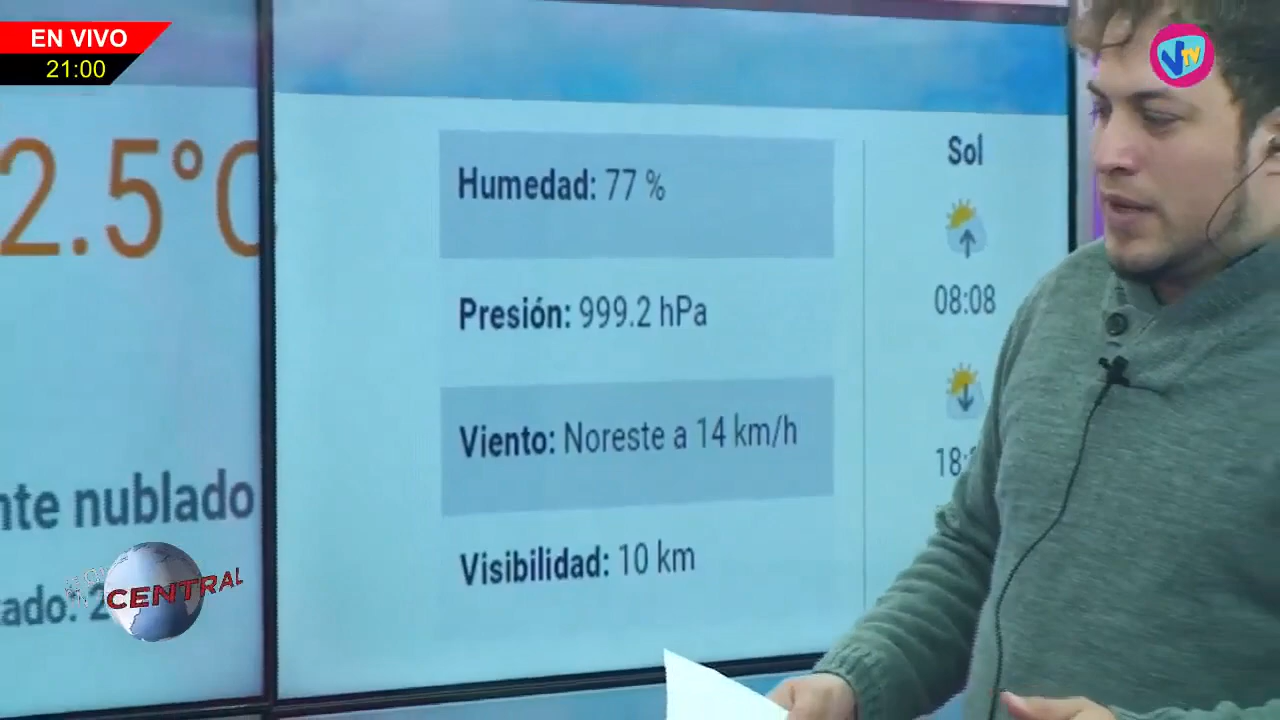 EN VIVO
21:00
2.5°C
Humedad: 77 %
Presión: 999.2 hPa
Viento: Noreste a 14 km/h
Visibilidad: 10 km
Sol
08:08
nublado
CENTRAL
TV